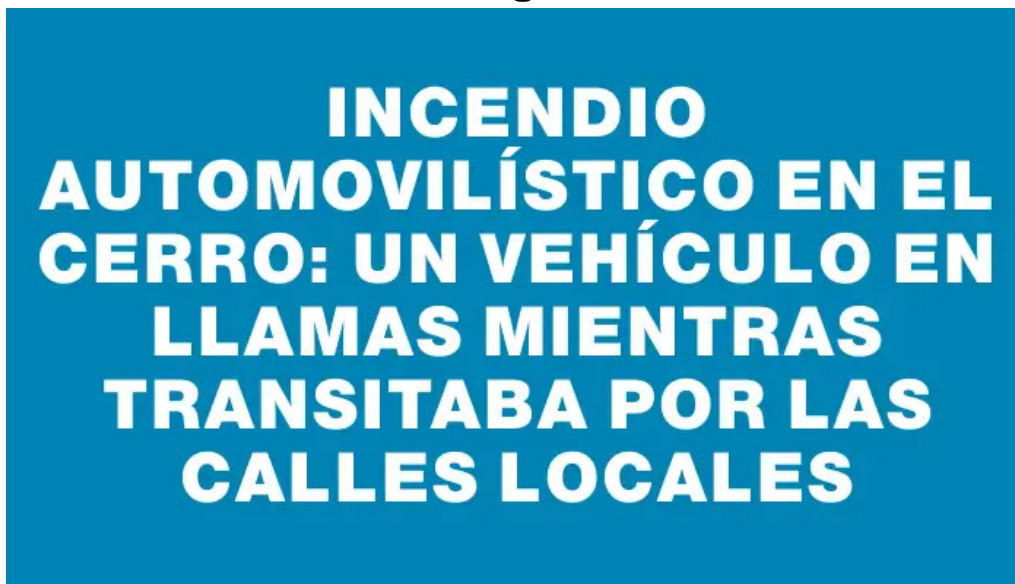 INCENDIO
AUTOMOVILÍSTICO EN EL
CERRO: UN VEHÍCULO EN
LLAMAS MIENTRAS
TRANSITABA POR LAS
CALLES LOCALES